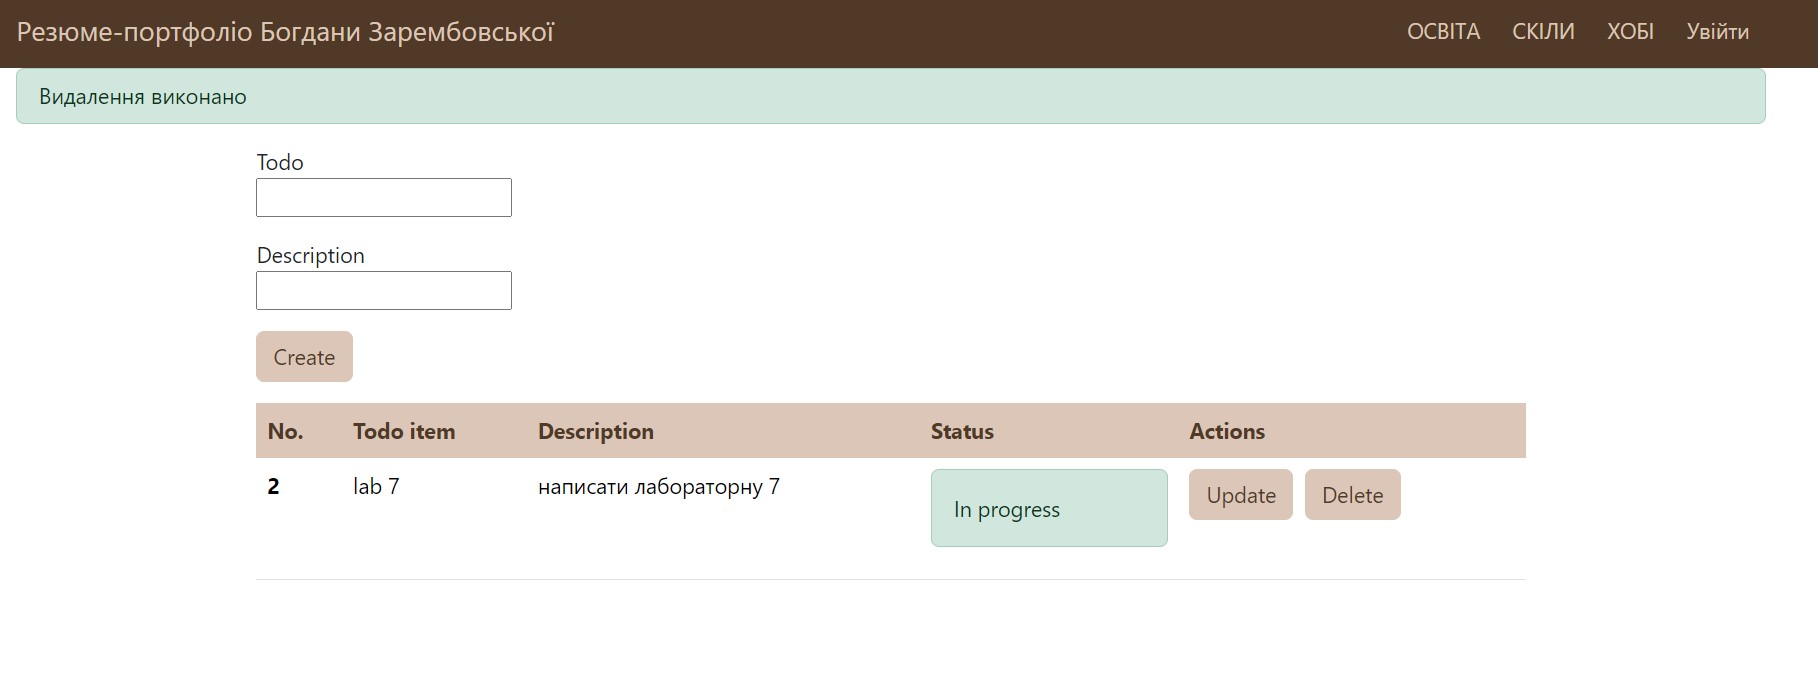 Резюме-портфоліо Богдани Зарембовської ОСВІТА СКІЛИ ХОБІ Увійти
Видалення виконано
Todo
Description
Create
No. Todo item Description Status Actions
2 lab 7 написати лабораторну 7 In progress Update Delete